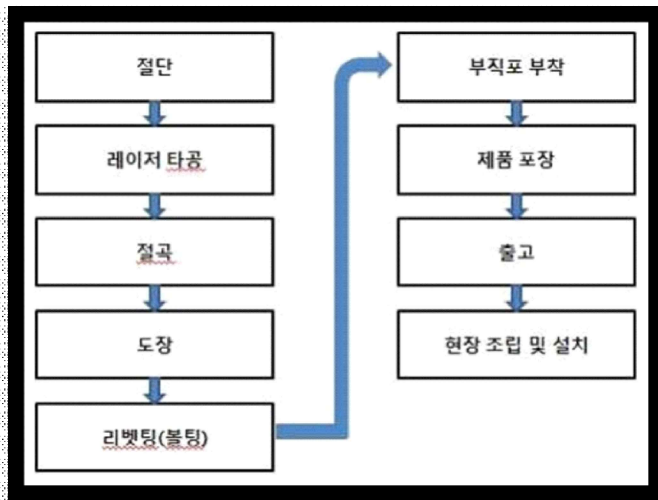 절단
레이저 타공
절곡
도장
리벳팅(볼팅)
부직포 부착
제품 포장
출고
현장 조립 및 설치